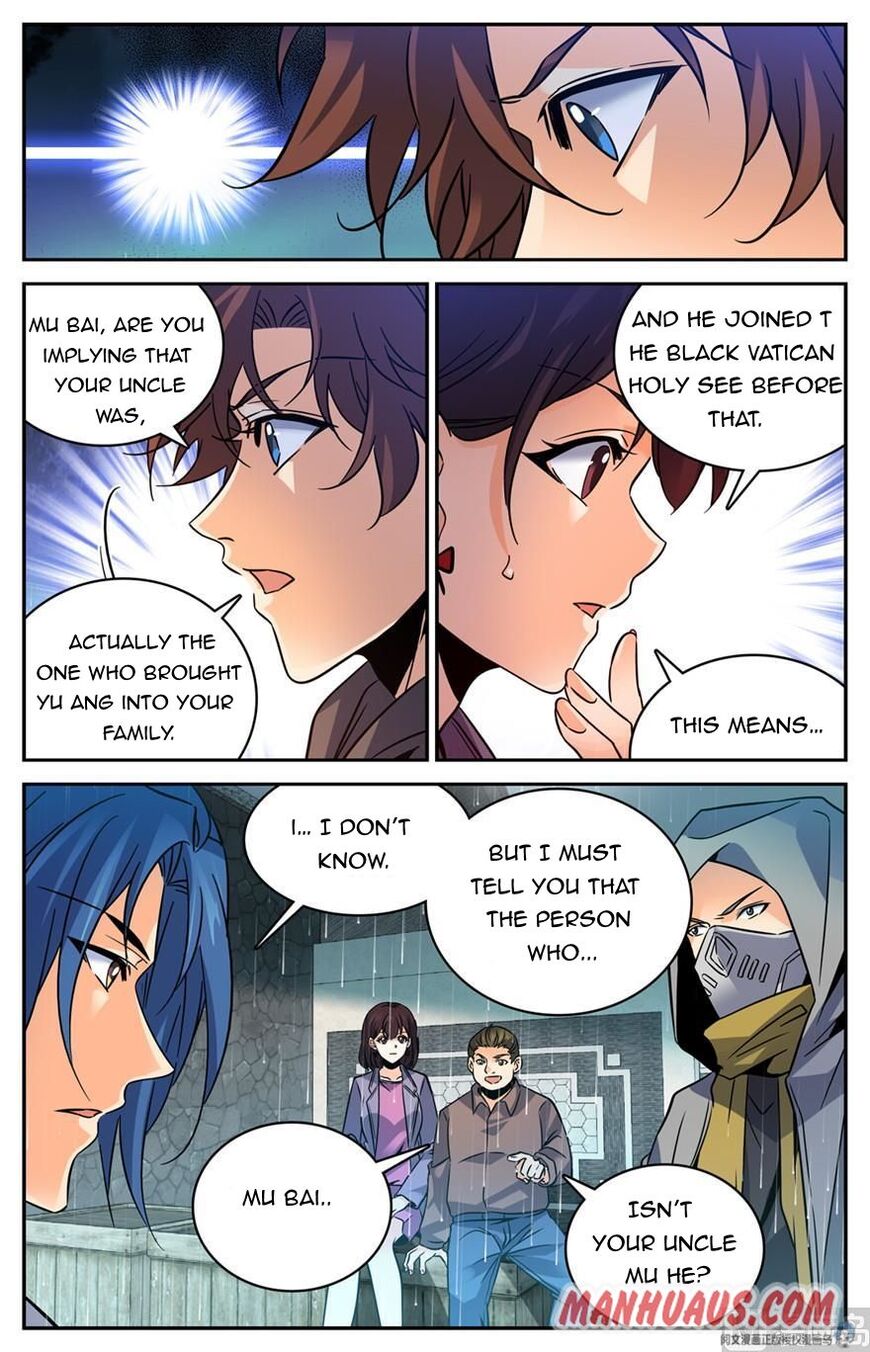 MU BAI, ARE YOU
IMPLYING THAT
YOUR UNCLE
WAS,
ACTUALLY THE
ONE WHO BROUGHT
YU ANG INTO YOUR
FAMILY.
AND HE JOINED T
HE BLACK VATICAN
HOLY SEE BEFORE
THAT.
THIS MEANS...
I... I DON'T
KNOW.
BUT I MUST
TELL YOU THAT
THE PERSON
WHO...
MU BAI..
ISN'T
YOUR UNCLE
MU HE?
MANHUAUS.COM